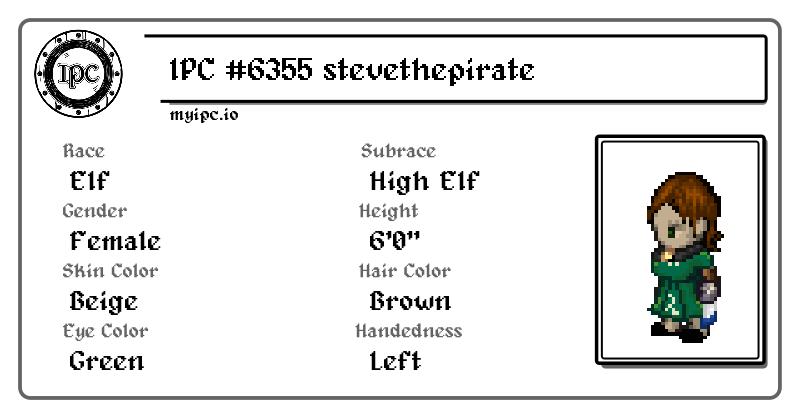 IPC
IPC #6355 stevethepirate
myipc.io
Race
Subrace
Elf
High Elf
Gender
Height
Female
6'0"
Skin Color
Hair Color
Beige
Brown
Eye Color
Handedness
Green
Left